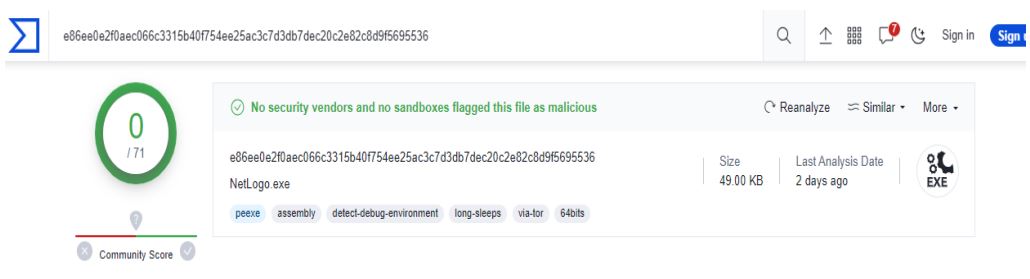 e86ee0e2f0aec066c3315b40f754ee25ac3c7d3db7dec20c2e82c8d9f5695536
7
Sign in
Sign
0
/ 71
No security vendors and no sandboxes flagged this file as malicious
Reanalyze
Similar
More
e86ee0e2f0aec066c3315b40f754ee25ac3c7d3db7dec20c2e82c8d9f5695536
NetLogo.exe
Size
49.00 KB
Last Analysis Date
2 days ago
EXE
peexe assembly detect-debug-environment long-sleeps via-tor 64bits
Community Score